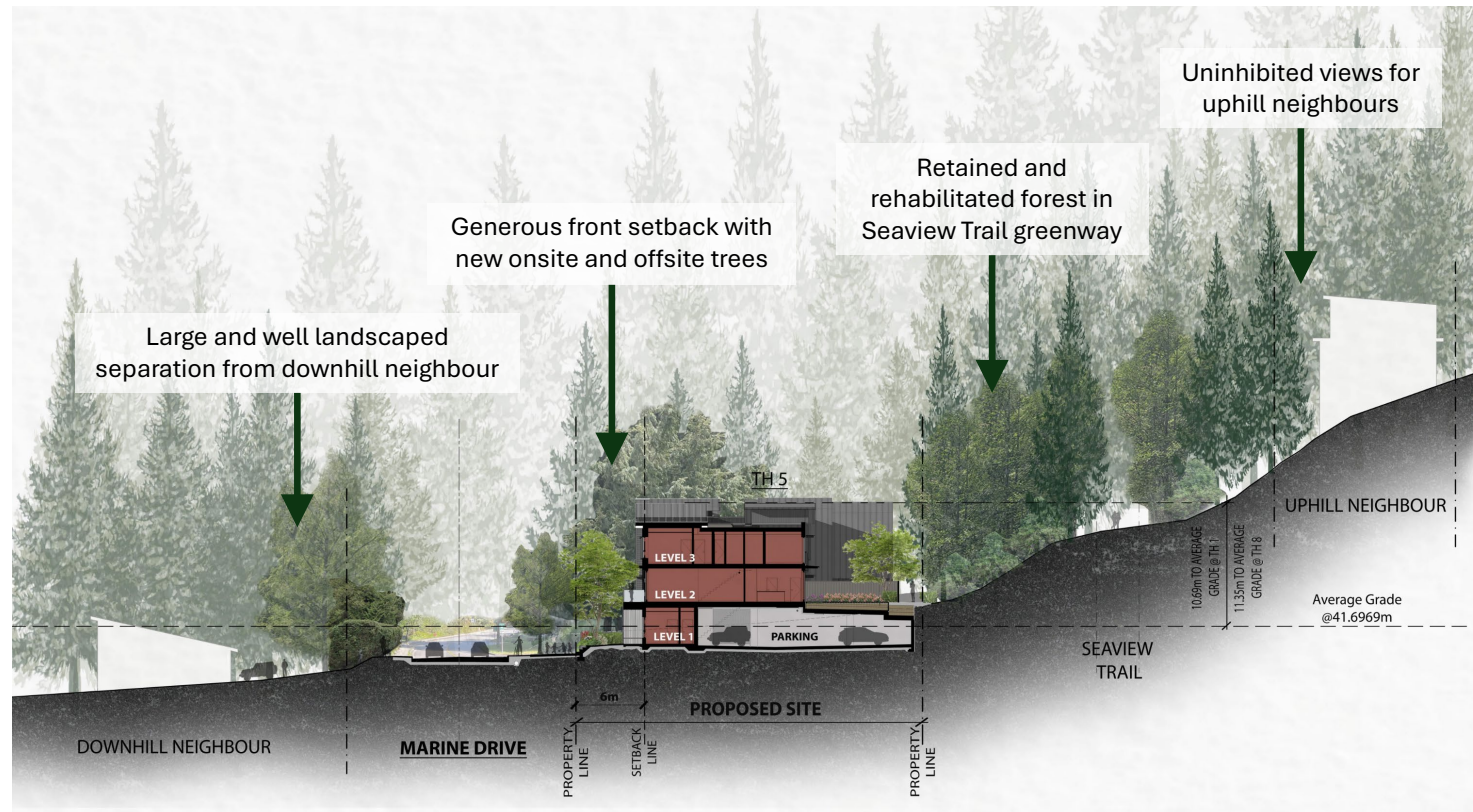 Uninhibited views for
uphill neighbours
Retained and
rehabilitated forest in
Seaview Trail greenway
Generous front setback with
new onsite and offsite trees
Large and well landscaped
separation from downhill neighbour
TH 5
LEVEL 3
LEVEL 2
LEVEL 1
PARKING
UPHILL NEIGHBOUR
10.69m TO AVERAGE
GRADE @ TH 1
11.35m TO AVERAGE
GRADE @ TH 8
Average Grade
@41.6969m
SEAVIEW
TRAIL
6m
PROPOSED SITE
DOWNHILL NEIGHBOUR
MARINE DRIVE
PROPERTY
LINE
SETBACK
LINE
PROPERTY
LINE